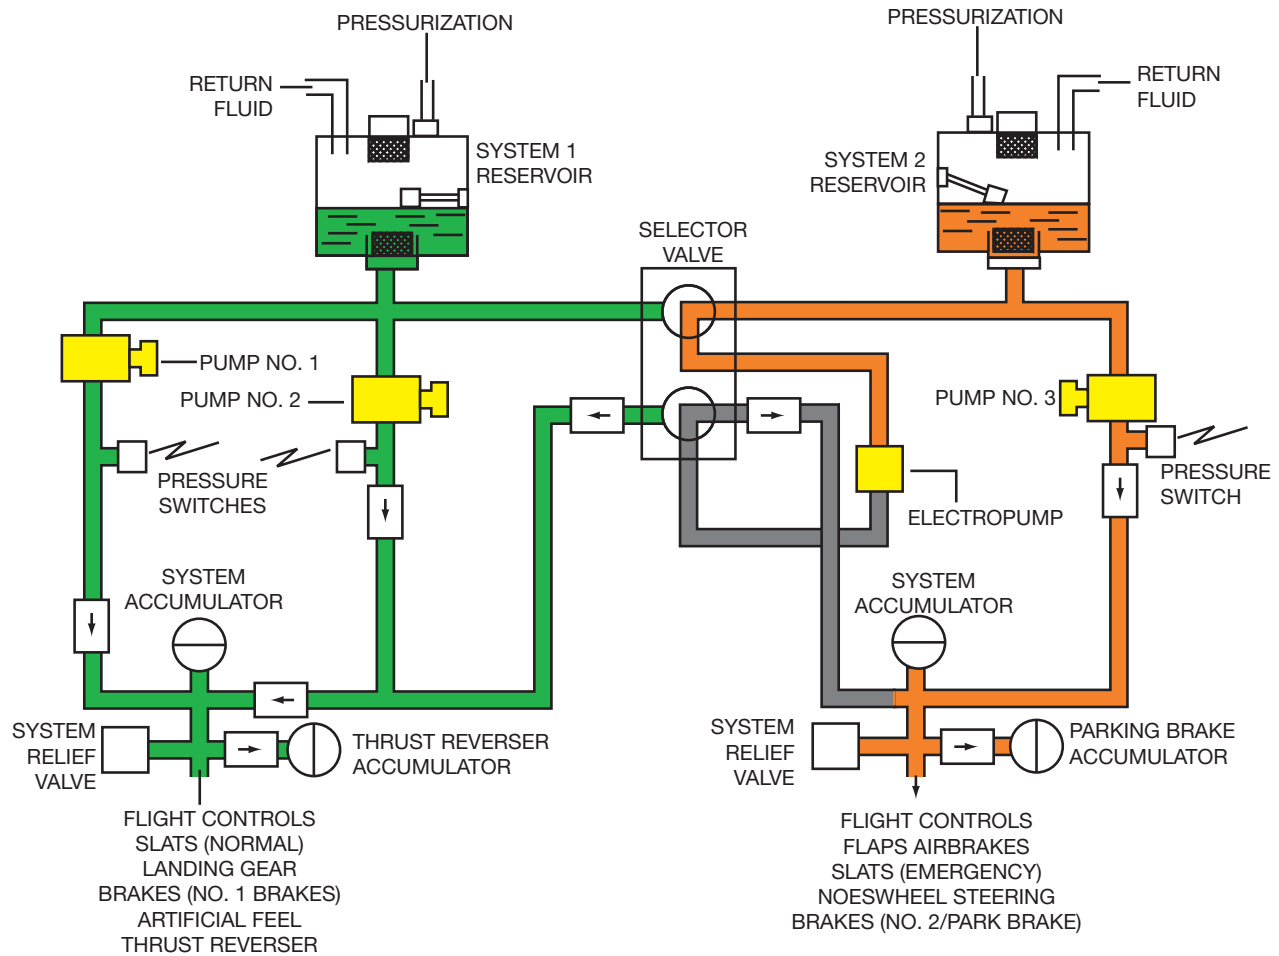 PRESSURIZATION
RETURN
FLUID
SYSTEM 1
RESERVOIR
PRESSURIZATION
RETURN
FLUID
SYSTEM 2
RESERVOIR
SELECTOR
VALVE
PUMP NO. 1
PUMP NO. 2
PUMP NO. 3
PRESSURE
SWITCHES
PRESSURE
SWITCH
ELECTROPUMP
SYSTEM
ACCUMULATOR
SYSTEM
ACCUMULATOR
SYSTEM
RELIEF
VALVE
THRUST REVERSER
ACCUMULATOR
SYSTEM
RELIEF
VALVE
PARKING BRAKE
ACCUMULATOR
FLIGHT CONTROLS
SLATS (NORMAL)
LANDING GEAR
BRAKES (NO. 1 BRAKES)
ARTIFICIAL FEEL
THRUST REVERSER
FLIGHT CONTROLS
FLAPS AIRBRAKES
SLATS (EMERGENCY)
NOESWHEEL STEERING
BRAKES (NO. 2/PARK BRAKE)